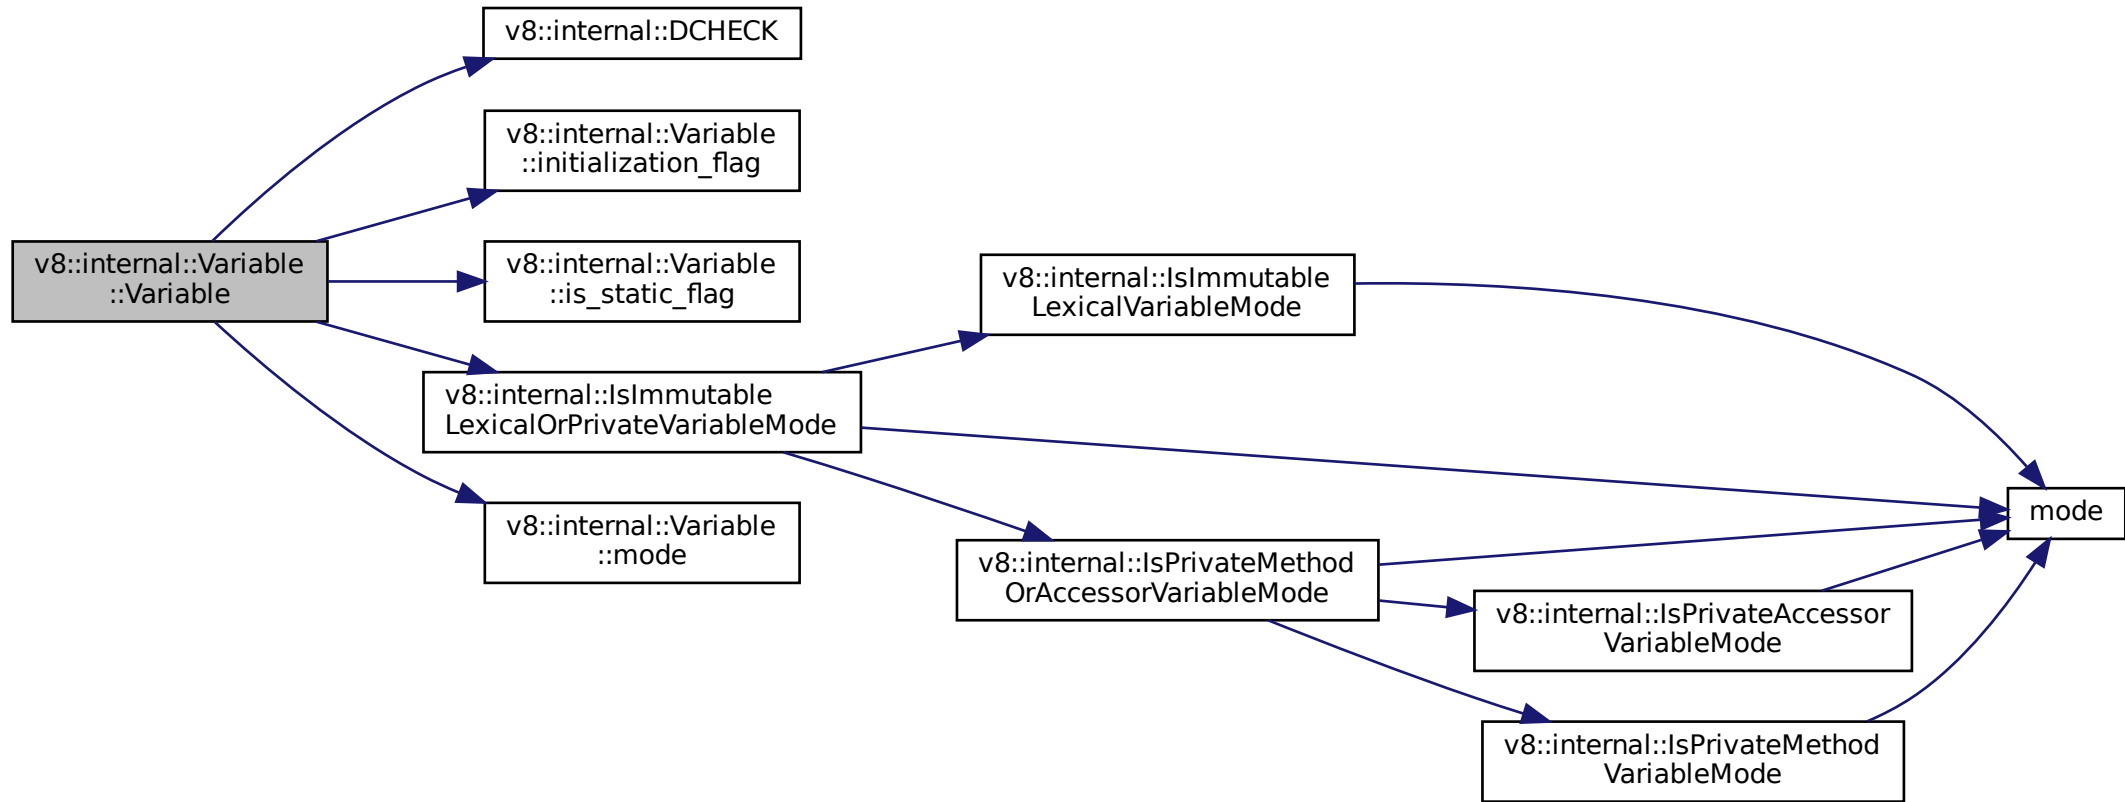 v8::internal::Variable
::Variable
v8::internal::DCHECK
v8::internal::Variable
::initialization_flag
v8::internal::Variable
::is_static_flag
v8::internal::IsImmutable
LexicalOrPrivateVariableMode
v8::internal::Variable
::mode
v8::internal::IsImmutable
LexicalVariableMode
v8::internal::IsPrivateMethod
OrAccessorVariableMode
v8::internal::IsPrivateAccessor
VariableMode
v8::internal::IsPrivateMethod
VariableMode
mode